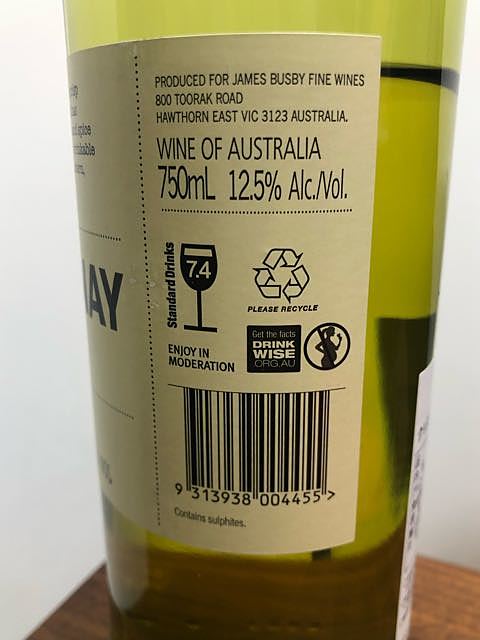 PRODUCED FOR JAMES BUSBY FINE WINES
800 TOORAK ROAD
HAWTHORN EAST VIC 3123 AUSTRALIA.
WINE OF AUSTRALIA
750mL 12.5% Alc./Vol.
Standard Drinks
7.4
PLEASE RECYCLE
Get the facts
DRINK
WISE
ORG.AU
ENJOY IN
MODERATION
9 313938 004455 >
Contains sulphites.
spice
AY